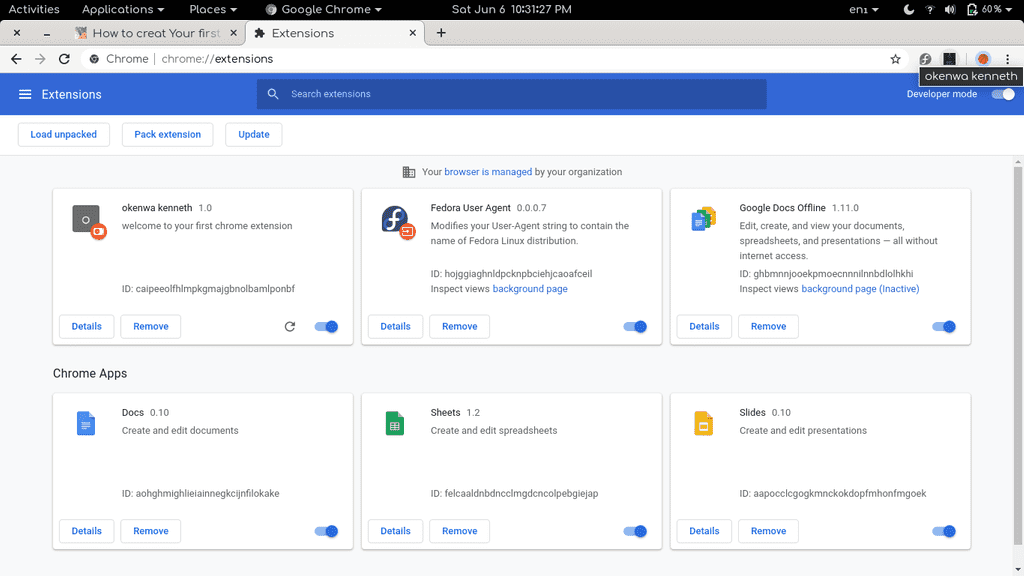 Activities Applications Places Google Chrome Sat Jun 6 10:31:27 PM en1 60 %
How to creat Your first Extensions
Chrome chrome://extensions
okenwa kenneth
Extensions Search extensions Developer mode
Load unpacked Pack extension Update
Your browser is managed by your organization
O
okenwa kenneth 1.0
welcome to your first chrome extension
ID: caipeeolfhlmpkgmajgbnolbamlponbf
Details Remove
Fedora User Agent 0.0.0.7
Modifies your User-Agent string to contain the
name of Fedora Linux distribution.
ID: hojggiaghnldpcknpbciehjcaoafceil
Inspect views background page
Details Remove
Google Docs Offline 1.11.0
Edit, create, and view your documents,
spreadsheets, and presentations — all without
internet access.
ID: ghbmnnjooekpmoecnnnilnnbdlolhkhi
Inspect views background page (Inactive)
Details Remove
Chrome Apps
Docs 0.10
Create and edit documents
ID: aohghmighlieiainnegkcijnfilokake
Details Remove
Sheets 1.2
Create and edit spreadsheets
ID: felcaaldnbdncclmgdcncolpebgiejap
Details Remove
Slides 0.10
Create and edit presentations
ID: aapocclcgogkmnckokdopfmhonfmgoek
Details Remove